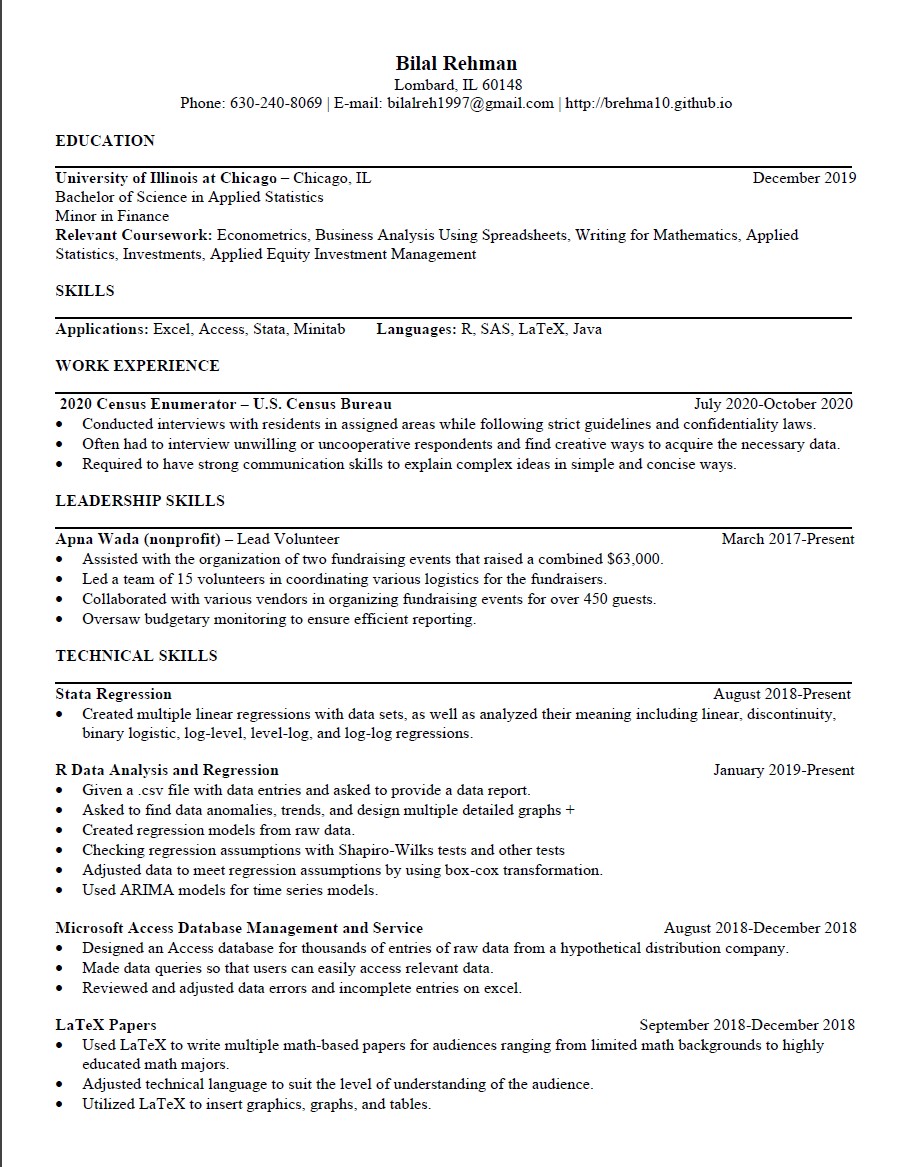 Bilal Rehman
Lombard, IL 60148
Phone: 630-240-8069 | E-mail: bilalreh1997@gmail.com | http://brehma10.github.io
EDUCATION
University of Illinois at Chicago – Chicago, IL December 2019
Bachelor of Science in Applied Statistics
Minor in Finance
Relevant Coursework: Econometrics, Business Analysis Using Spreadsheets, Writing for Mathematics, Applied
Statistics, Investments, Applied Equity Investment Management
SKILLS
Applications: Excel, Access, Stata, Minitab Languages: R, SAS, LaTeX, Java
WORK EXPERIENCE
2020 Census Enumerator – U.S. Census Bureau July 2020-October 2020
• Conducted interviews with residents in assigned areas while following strict guidelines and confidentiality laws.
• Often had to interview unwilling or uncooperative respondents and find creative ways to acquire the necessary data.
• Required to have strong communication skills to explain complex ideas in simple and concise ways.
LEADERSHIP SKILLS
Apna Wada (nonprofit) – Lead Volunteer March 2017-Present
• Assisted with the organization of two fundraising events that raised a combined $63,000.
• Led a team of 15 volunteers in coordinating various logistics for the fundraisers.
• Collaborated with various vendors in organizing fundraising events for over 450 guests.
• Oversaw budgetary monitoring to ensure efficient reporting.
TECHNICAL SKILLS
Stata Regression August 2018-Present
• Created multiple linear regressions with data sets, as well as analyzed their meaning including linear, discontinuity,
binary logistic, log-level, level-log, and log-log regressions.
R Data Analysis and Regression January 2019-Present
• Given a .csv file with data entries and asked to provide a data report.
• Asked to find data anomalies, trends, and design multiple detailed graphs +
• Created regression models from raw data.
• Checking regression assumptions with Shapiro-Wilks tests and other tests
• Adjusted data to meet regression assumptions by using box-cox transformation.
• Used ARIMA models for time series models.
Microsoft Access Database Management and Service August 2018-December 2018
• Designed an Access database for thousands of entries of raw data from a hypothetical distribution company.
• Made data queries so that users can easily access relevant data.
• Reviewed and adjusted data errors and incomplete entries on excel.
LaTeX Papers September 2018-December 2018
• Used LaTeX to write multiple math-based papers for audiences ranging from limited math backgrounds to highly
educated math majors.
• Adjusted technical language to suit the level of understanding of the audience.
• Utilized LaTeX to insert graphics, graphs, and tables.